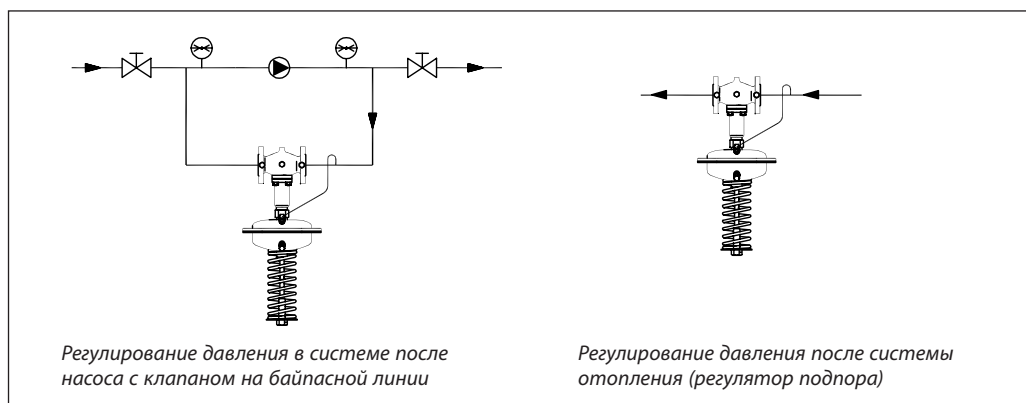 Регулирование давления в системе после
насоса с клапаном на байпасной линии
Регулирование давления после системы
отопления (регулятор подпора)